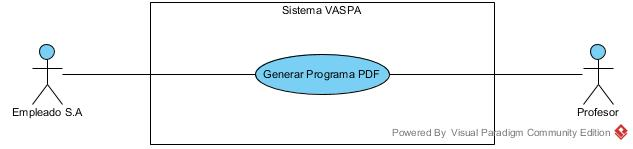 Sistema VASPA
Generar Programa PDF
Empleado S.A
Profesor
Powered By Visual Paradigm Community Edition